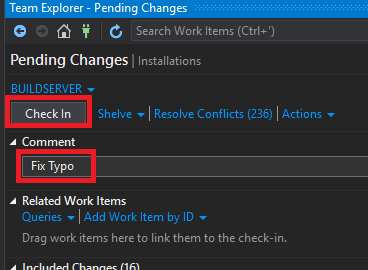 Team Explorer - Pending Changes
Search Work Items (Ctrl+')
Pending Changes | Installations
BUILDSERVER
Check In Shelve | Resolve Conflicts (236) | Actions
Comment
Fix Typo
Related Work Items
Queries | Add Work Item by ID
Drag work items here to link them to the check-in.
Included Changes (16)